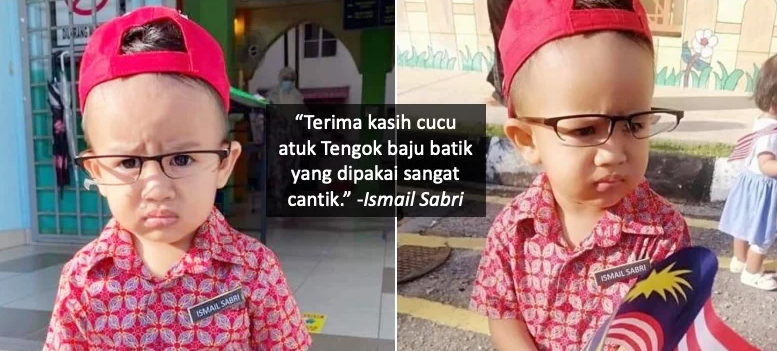 “Terima kasih cucu
atuk Tengok baju batik
yang dipakai sangat
cantik.” -Ismail Sabri
ISMAIL SABRI
ISMAIL SABRI